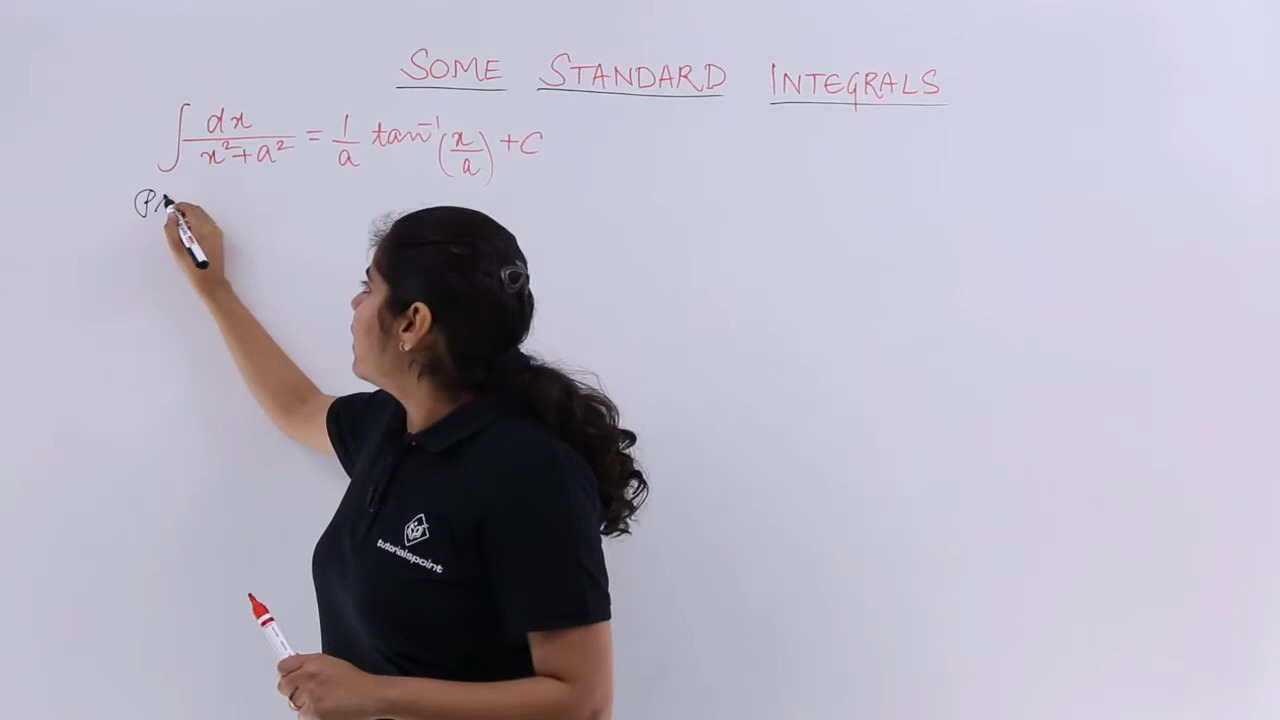 SOME STANDARD INTEGRALS
∫ dx/(x²+a²) = 1/a tan⁻¹(x/a) + C
tutorialspoint